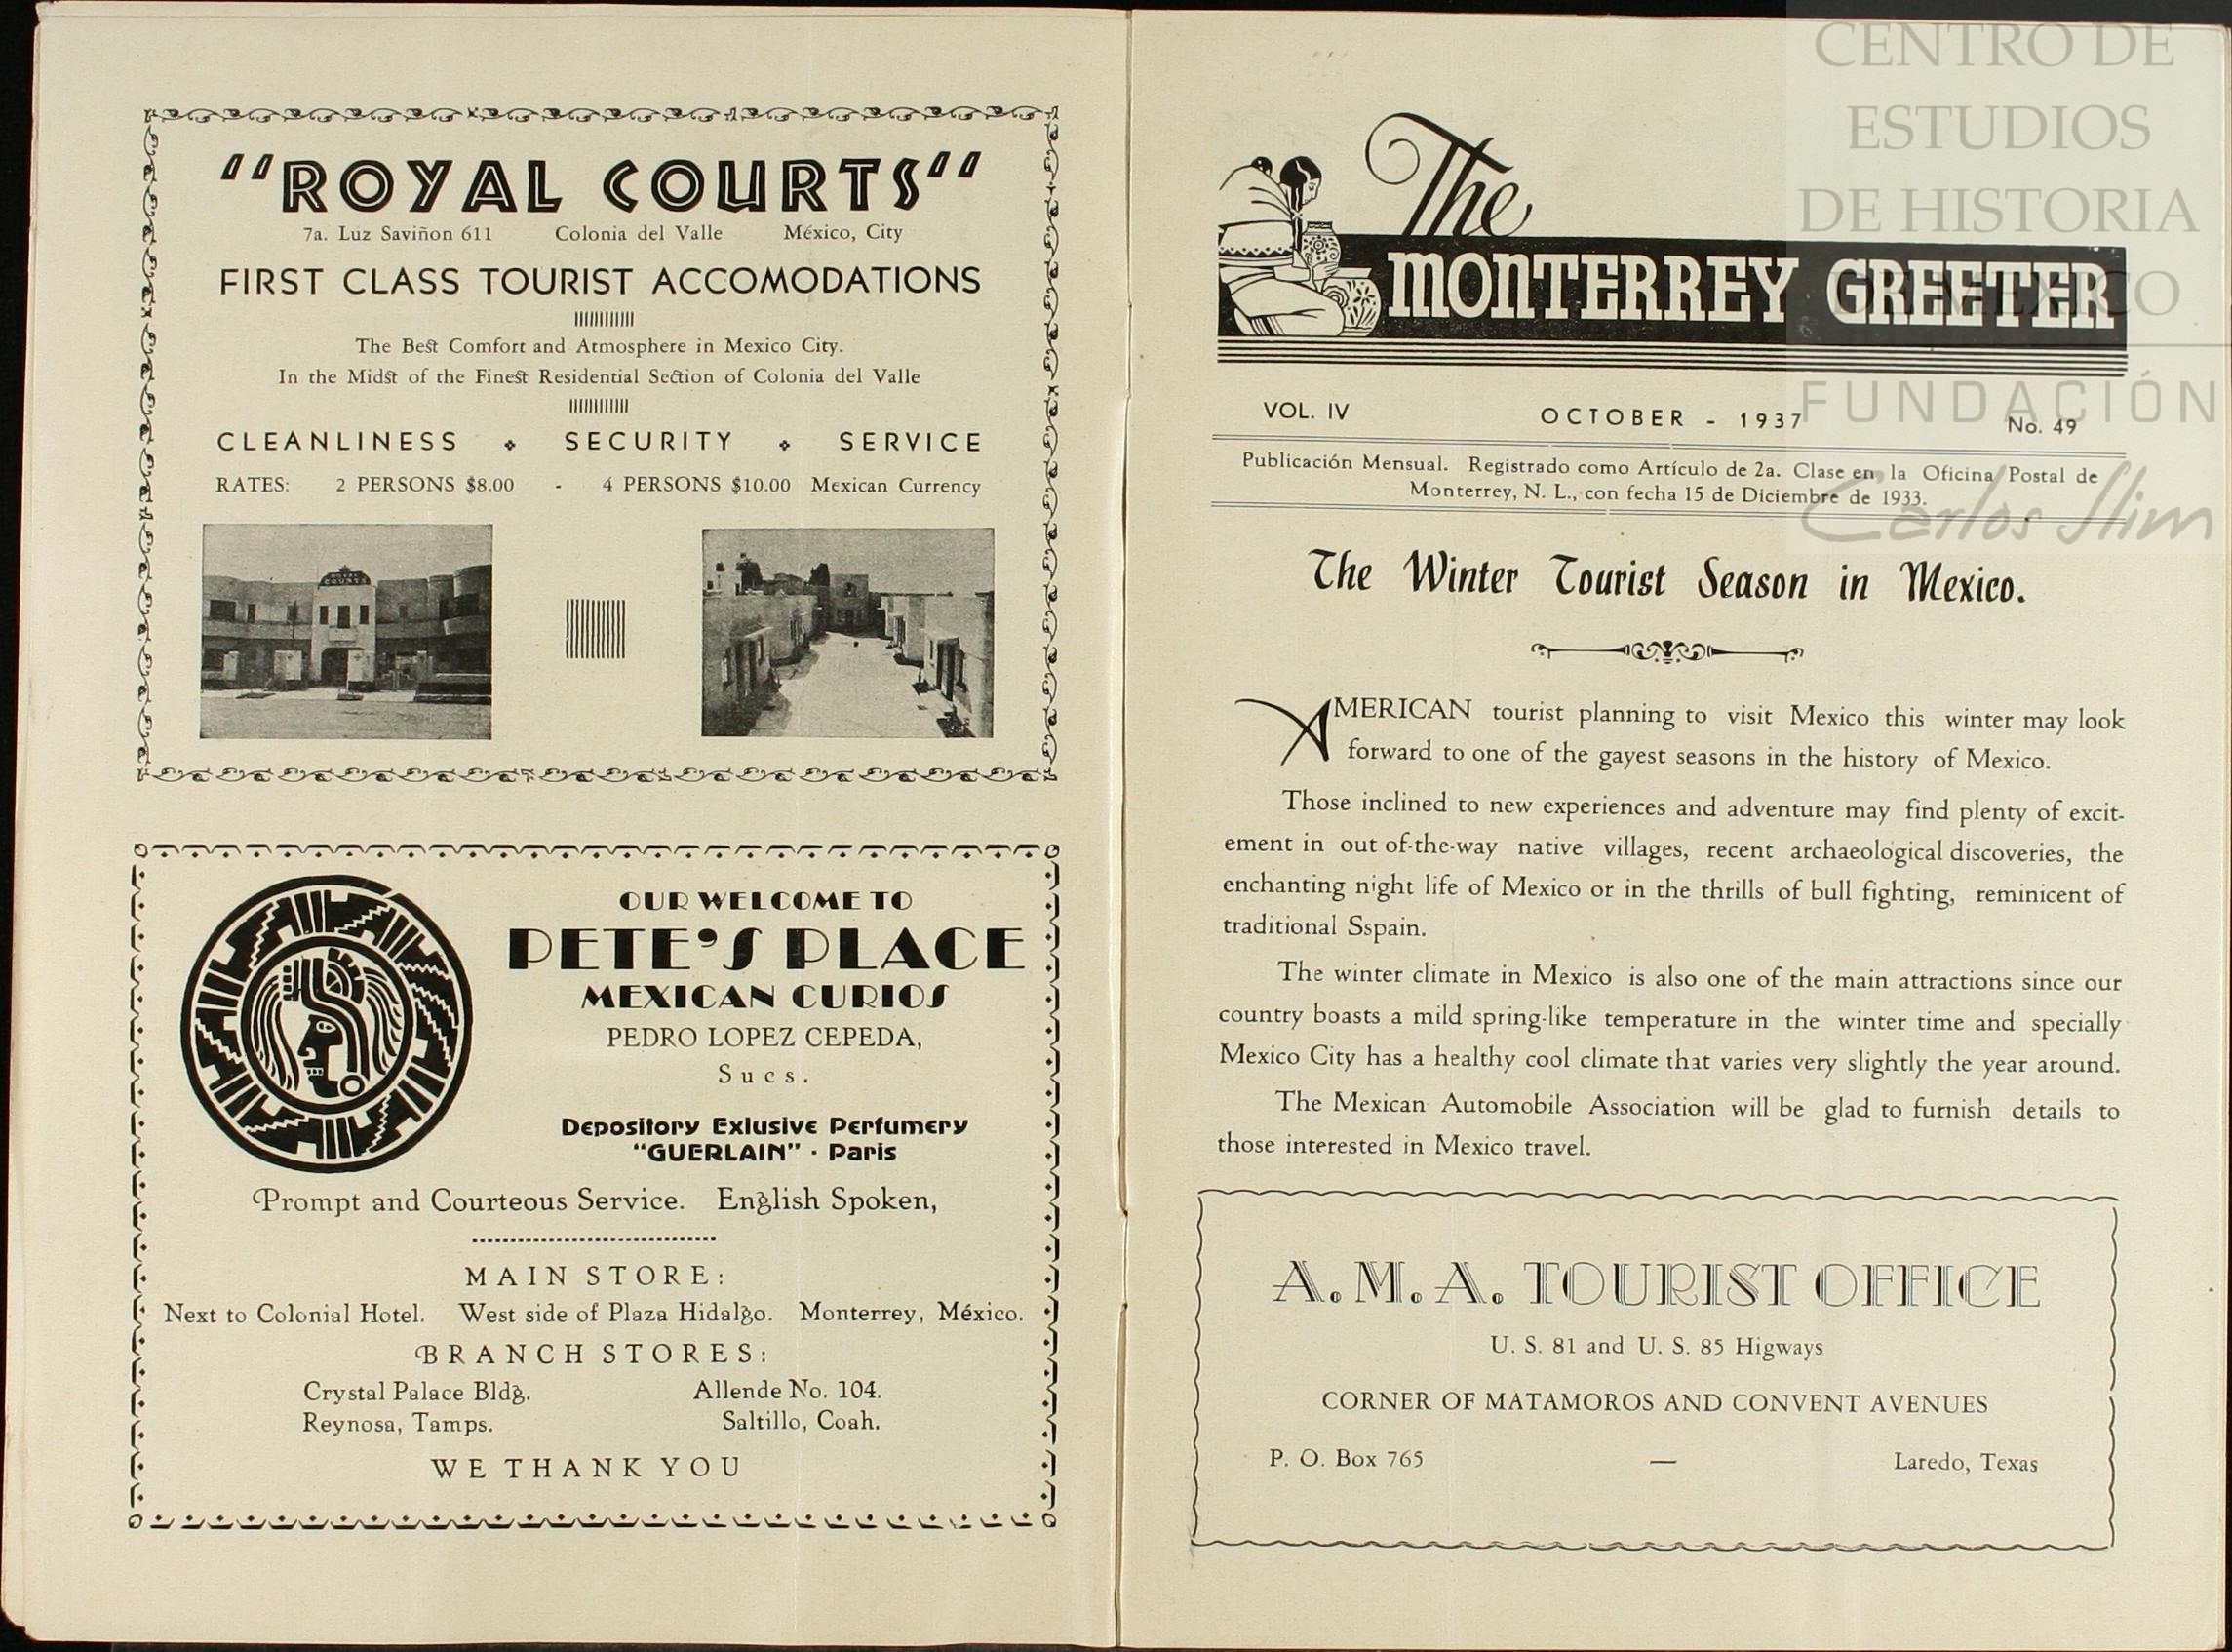 "ROYAL COURTS"
7a. Luz Saviñon 611 Colonia del Valle México, City
FIRST CLASS TOURIST ACCOMODATIONS
The Best Comfort and Atmosphere in Mexico City.
In the Midst of the Finest Residential Section of Colonia del Valle
CLEANLINESS SECURITY SERVICE
RATES: 2 PERSONS $8.00 - 4 PERSONS $10.00 Mexican Currency
ROYAL
COURTS
OUR WELCOME TO
PETE'S PLACE
MEXICAN CURIOS
PEDRO LOPEZ CEPEDA,
Sucs.
Depository Exlusive Perfumery
"GUERLAIN" · Paris
Prompt and Courteous Service. English Spoken,
MAIN STORE:
Next to Colonial Hotel. West side of Plaza Hidalgo. Monterrey, México.
BRANCH STORES:
Crystal Palace Bldg. Allende No. 104.
Reynosa, Tamps. Saltillo, Coah.
WE THANK YOU
The
MONTERREY GREETER
VOL. IV OCTOBER - 1937 No. 49
Publicación Mensual. Registrado como Artículo de 2a. Clase en la Oficina Postal de
Monterrey, N. L., con fecha 15 de Diciembre de 1933.
The Winter Tourist Season in Mexico.
AMERICAN tourist planning to visit Mexico this winter may look
forward to one of the gayest seasons in the history of Mexico.
Those inclined to new experiences and adventure may find plenty of excit-
ement in out of-the-way native villages, recent archaeological discoveries, the
enchanting night life of Mexico or in the thrills of bull fighting, reminicent of
traditional Sspain.
The winter climate in Mexico is also one of the main attractions since our
country boasts a mild spring-like temperature in the winter time and specially
Mexico City has a healthy cool climate that varies very slightly the year around.
The Mexican Automobile Association will be glad to furnish details to
those interested in Mexico travel.
A. M. A. TOURIST OFFICE
U. S. 81 and U. S. 85 Higways
CORNER OF MATAMOROS AND CONVENT AVENUES
P. O. Box 765 — Laredo, Texas
CENTRO DE
ESTUDIOS
DE HISTORIA
DE MEXICO
FUNDACIÓN
Carlos Slim